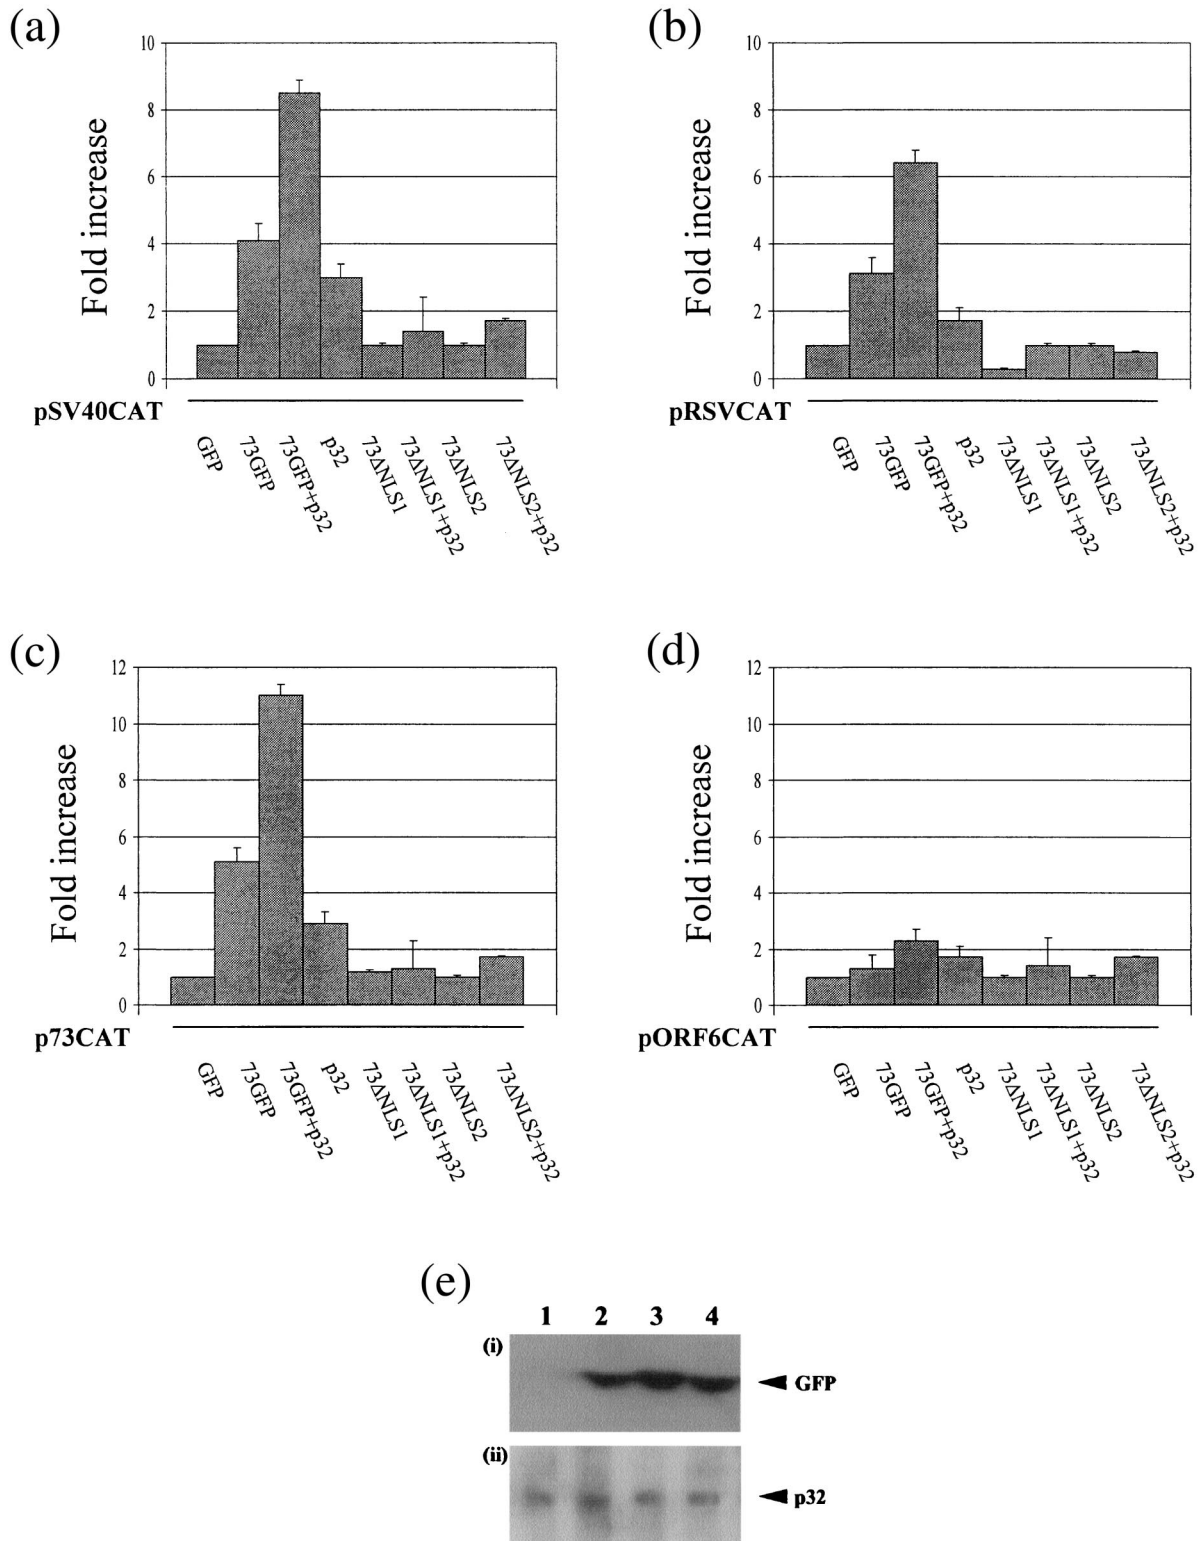 (a)
Fold increase
10
8
6
4
2
0
pSV40CAT
GFP
73GFP
73GFP+p32
p32
73ΔNLS1
73ΔNLS1+p32
73ΔNLS2
73ΔNLS2+p32
(b)
Fold increase
10
8
6
4
2
0
pRSVCAT
GFP
73GFP
73GFP+p32
p32
73ΔNLS1
73ΔNLS1+p32
73ΔNLS2
73ΔNLS2+p32
(c)
Fold increase
12
10
8
6
4
2
0
p73CAT
GFP
73GFP
73GFP+p32
p32
73ΔNLS1
73ΔNLS1+p32
73ΔNLS2
73ΔNLS2+p32
(d)
Fold increase
12
10
8
6
4
2
0
pORF6CAT
GFP
73GFP
73GFP+p32
p32
73ΔNLS1
73ΔNLS1+p32
73ΔNLS2
73ΔNLS2+p32
(e)
1 2 3 4
(i)
GFP
(ii)
p32